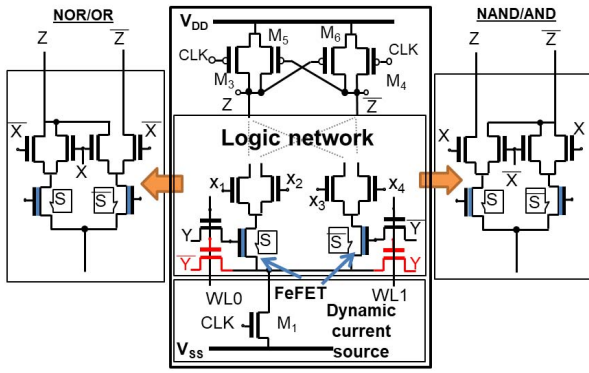 NOR/OR
Z
Z̅
X̅
X
X̅
S
S̅
V_DD
M₅
M₆
CLK
CLK
M₃
M₄
Z
Z̅
Logic network
x₁
x₂
x₃
x₄
Y
S
S̅
Y̅
Y̅
Y
WL0
FeFET
WL1
CLK
M₁
Dynamic
current
source
V_SS
NAND/AND
Z
Z̅
X
X̅
X
S
S̅